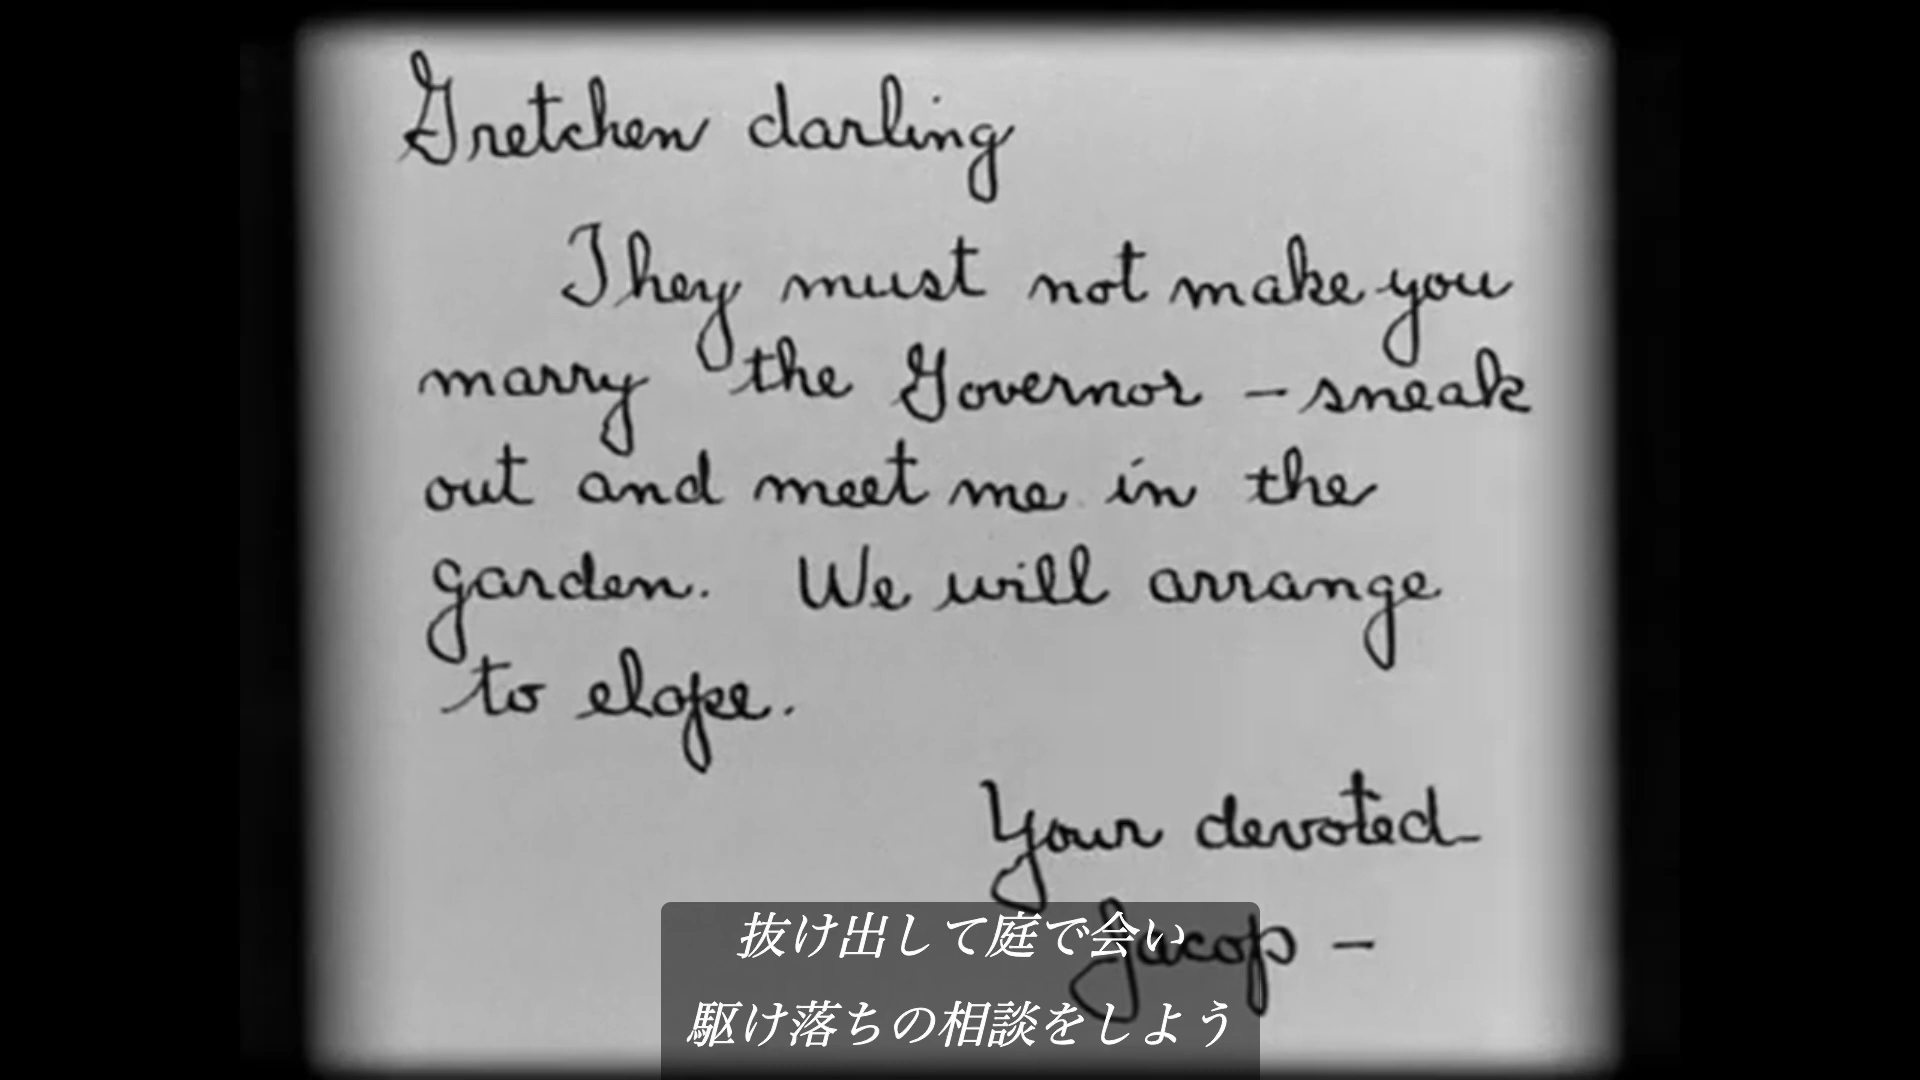 Gretchen darling
They must not make you
marry the Governor – sneak
out and meet me in the
garden. We will arrange
to elope.
Your devoted
Jacop –
抜け出して庭で会い
駆け落ちの相談をしよう